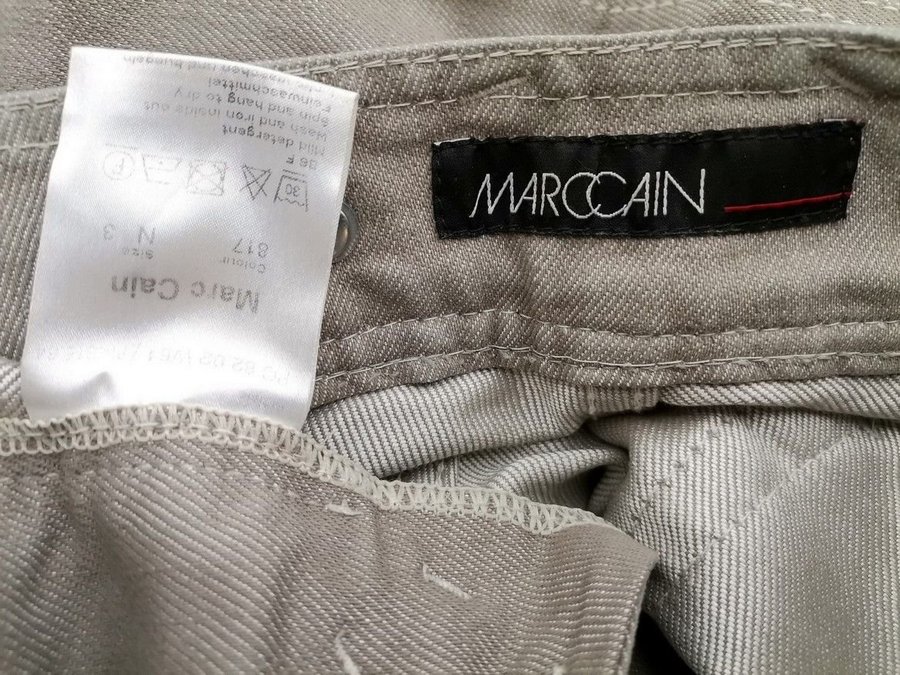 MARCCAIN
Marc Cain
Colour Size
817 N 3
30
36 F
Mild detergent
Wash and iron inside out
Spin and hang to dry
Feinwaschmittel